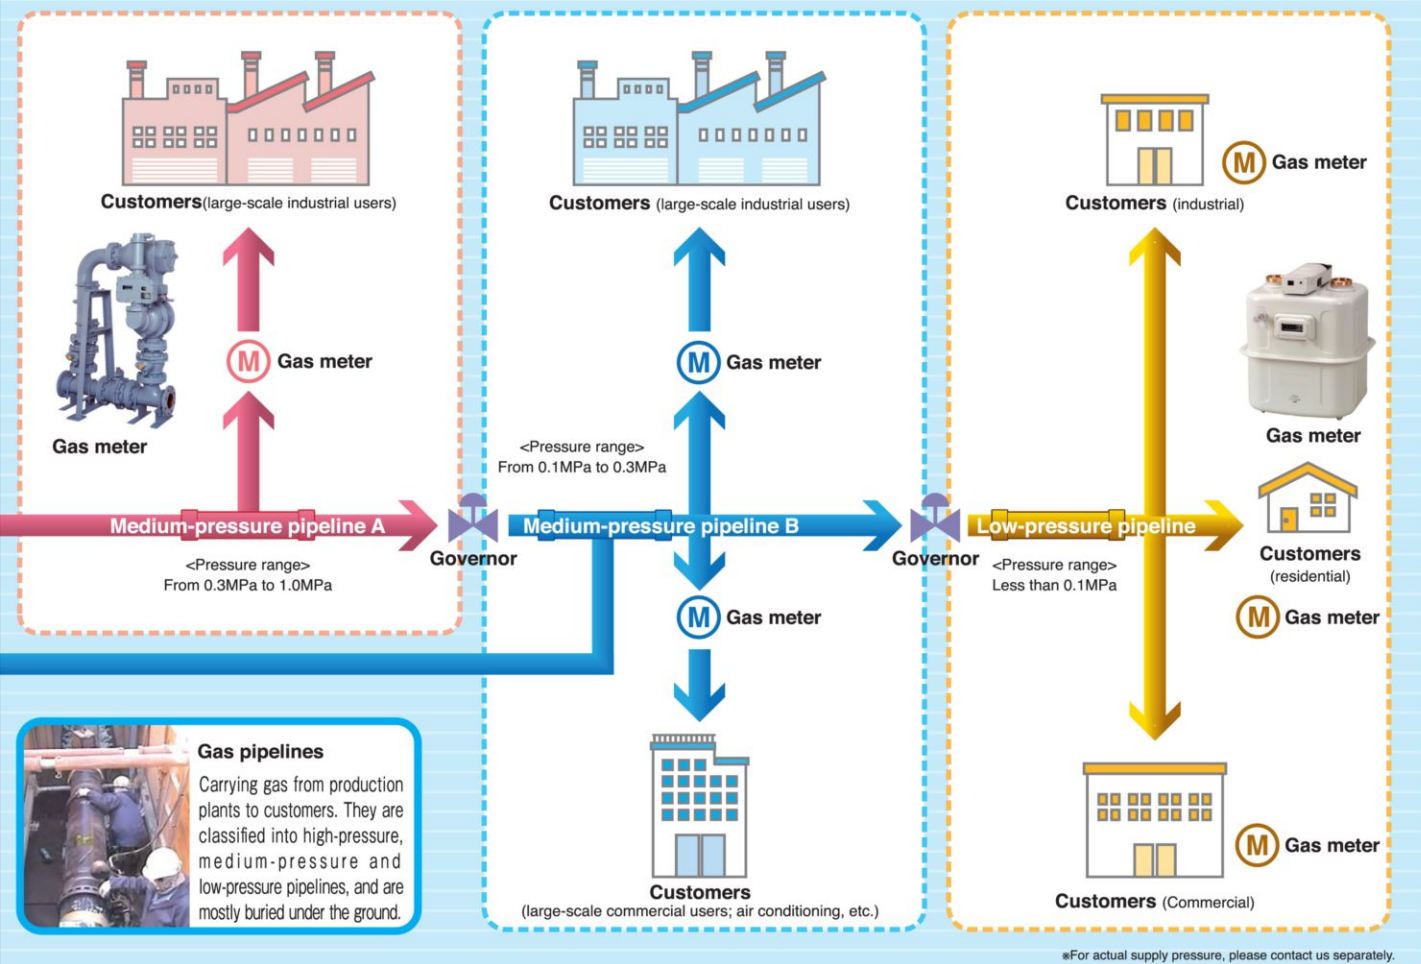 Customers(large-scale industrial users)
M Gas meter
Gas meter
Medium-pressure pipeline A
<Pressure range>
From 0.3MPa to 1.0MPa
Governor
Customers (large-scale industrial users)
M Gas meter
<Pressure range>
From 0.1MPa to 0.3MPa
Medium-pressure pipeline B
M Gas meter
Customers
(large-scale commercial users; air conditioning, etc.)
Governor
M Gas meter
Customers (industrial)
Gas meter
Low-pressure pipeline
<Pressure range>
Less than 0.1MPa
Customers
(residential)
M Gas meter
M Gas meter
Customers (Commercial)
Gas pipelines
Carrying gas from production
plants to customers. They are
classified into high-pressure,
medium-pressure and
low-pressure pipelines, and are
mostly buried under the ground.
※For actual supply pressure, please contact us separately.